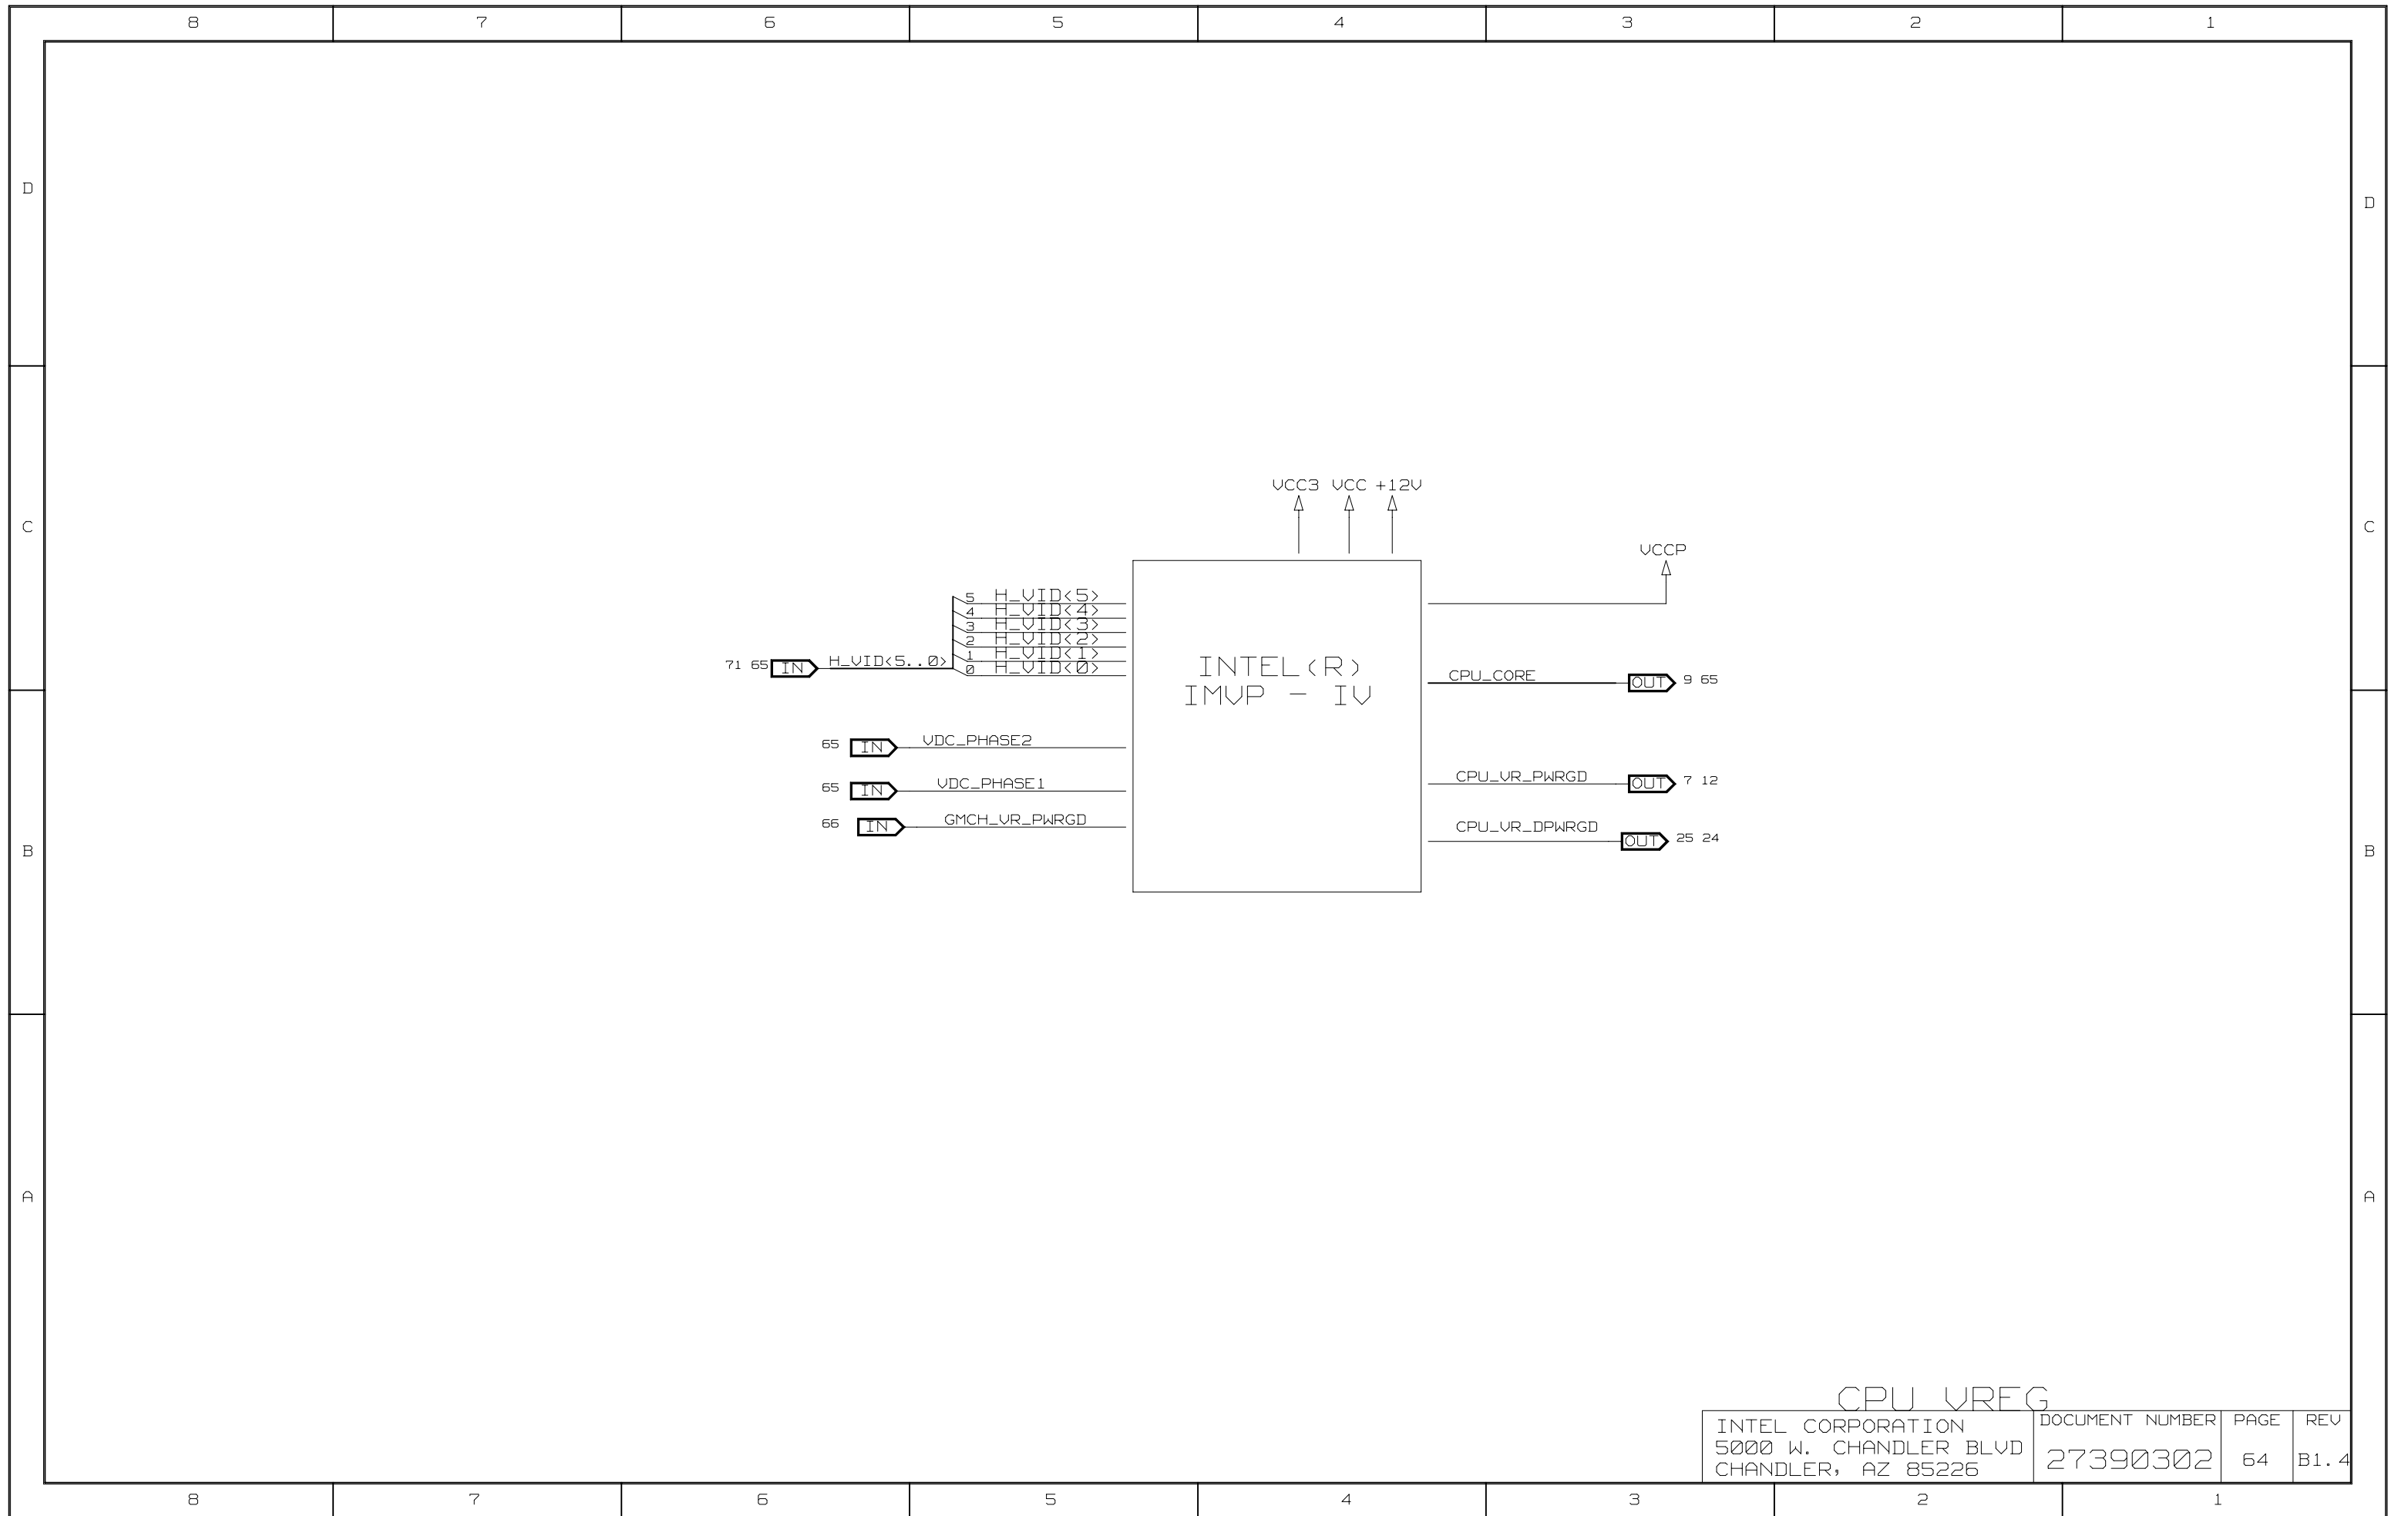 8 7 6 5 4 3 2 1
D D
VCC3 VCC +12V
C C
VCCP
5 H_VID<5>
4 H_VID<4>
3 H_VID<3>
2 H_VID<2>
1 H_VID<1>
71 65 IN H_VID<5..0>
0 H_VID<0>
INTEL(R)
IMVP - IV
CPU_CORE OUT 9 65
65 IN VDC_PHASE2
65 IN VDC_PHASE1
CPU_VR_PWRGD OUT 7 12
66 IN GMCH_VR_PWRGD
CPU_VR_DPWRGD OUT 25 24
B B
A A
CPU VREG
INTEL CORPORATION
5000 W. CHANDLER BLVD
CHANDLER, AZ 85226
DOCUMENT NUMBER
27390302
PAGE
64
REV
B1.4
8 7 6 5 4 3 2 1